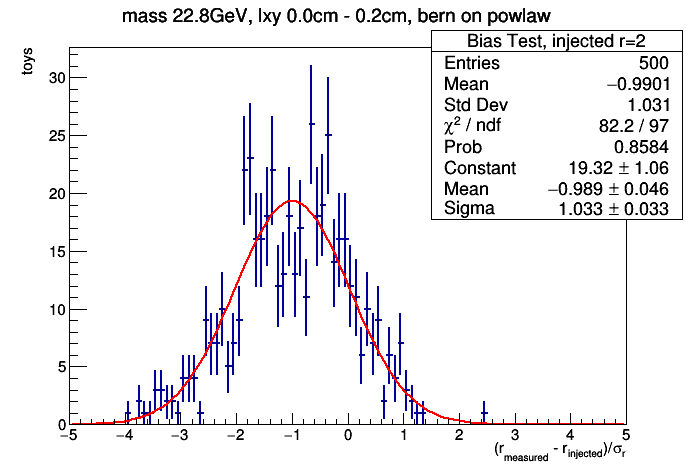 mass 22.8GeV, lxy 0.0cm - 0.2cm, bern on powlaw
toys
Bias Test, injected r=2
Entries 500
Mean −0.9901
Std Dev 1.031
χ² / ndf 82.2 / 97
Prob 0.8584
Constant 19.32 ± 1.06
Mean −0.989 ± 0.046
Sigma 1.033 ± 0.033
30
25
20
15
10
5
0
−5 −4 −3 −2 −1 0 1 2 3 4 5
(r_measured - r_injected)/σ_r